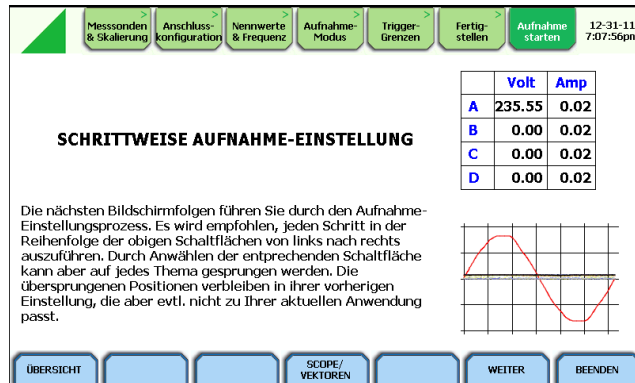 Messsonden & Skalierung
Anschluss-konfiguration
Nennwerte & Frequenz
Aufnahme-Modus
Trigger-Grenzen
Fertig-stellen
Aufnahme starten
12-31-11
7:07:56pm
Volt Amp
A 235.55 0.02
B 0.00 0.02
C 0.00 0.02
D 0.00 0.02
SCHRITTWEISE AUFNAHME-EINSTELLUNG
Die nächsten Bildschirmfolgen führen Sie durch den Aufnahme-
Einstellungsprozess. Es wird empfohlen, jeden Schritt in der
Reihenfolge der obigen Schaltflächen von links nach rechts
auszuführen. Durch Anwählen der entprechenden Schaltfläche
kann aber auf jedes Thema gesprungen werden. Die
übersprungenen Positionen verbleiben in ihrer vorherigen
Einstellung, die aber evtl. nicht zu Ihrer aktuellen Anwendung
passt.
ÜBERSICHT
SCOPE/
VEKTOREN
WEITER
BEENDEN